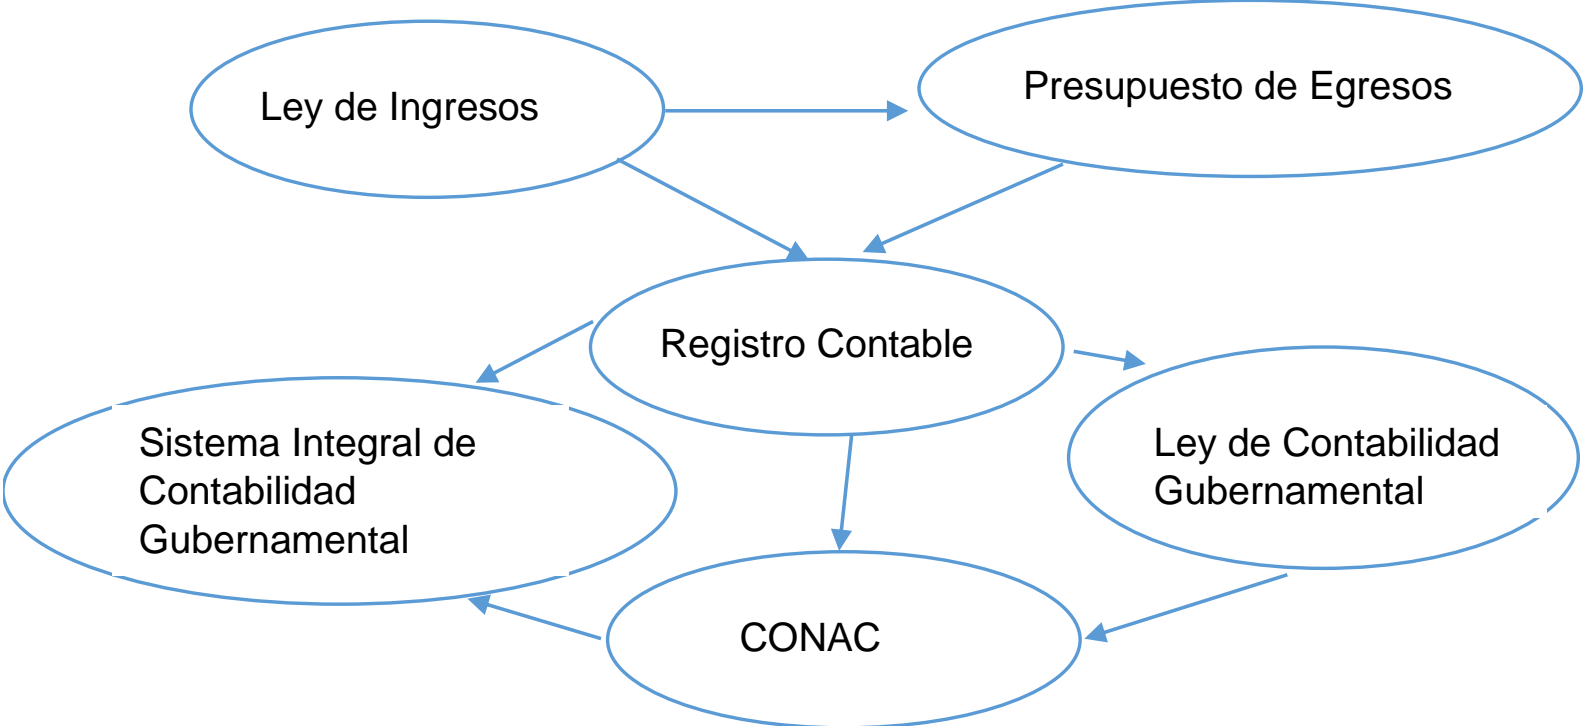 Ley de Ingresos
Presupuesto de Egresos
Registro Contable
Sistema Integral de
Contabilidad
Gubernamental
Ley de Contabilidad
Gubernamental
CONAC